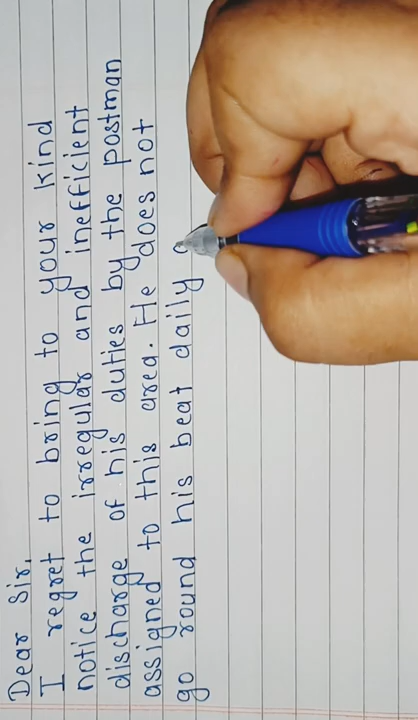 Dear Sir,
I regret to bring to your kind
notice the irregular and inefficient
discharge of his duties by the postman
assigned to this area. He does not
go round his beat daily